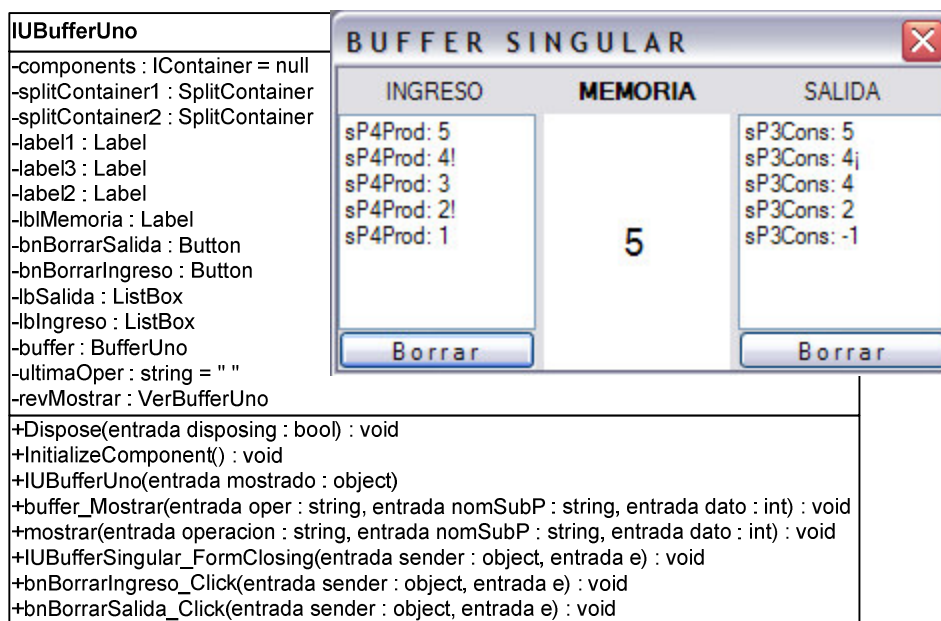 IUBufferUno
-components : IContainer = null
-splitContainer1 : SplitContainer
-splitContainer2 : SplitContainer
-label1 : Label
-label3 : Label
-label2 : Label
-lblMemoria : Label
-bnBorrarSalida : Button
-bnBorrarIngreso : Button
-lbSalida : ListBox
-lbIngreso : ListBox
-buffer : BufferUno
-ultimaOper : string = " "
-revMostrar : VerBufferUno
+Dispose(entrada disposing : bool) : void
+InitializeComponent() : void
+IUBufferUno(entrada mostrado : object)
+buffer_Mostrar(entrada oper : string, entrada nomSubP : string, entrada dato : int) : void
+mostrar(entrada operacion : string, entrada nomSubP : string, entrada dato : int) : void
+IUBufferSingular_FormClosing(entrada sender : object, entrada e) : void
+bnBorrarIngreso_Click(entrada sender : object, entrada e) : void
+bnBorrarSalida_Click(entrada sender : object, entrada e) : void
BUFFER SINGULAR
INGRESO
sP4Prod: 5
sP4Prod: 4!
sP4Prod: 3
sP4Prod: 2!
sP4Prod: 1
Borrar
MEMORIA
5
SALIDA
sP3Cons: 5
sP3Cons: 4¡
sP3Cons: 4
sP3Cons: 2
sP3Cons: -1
Borrar